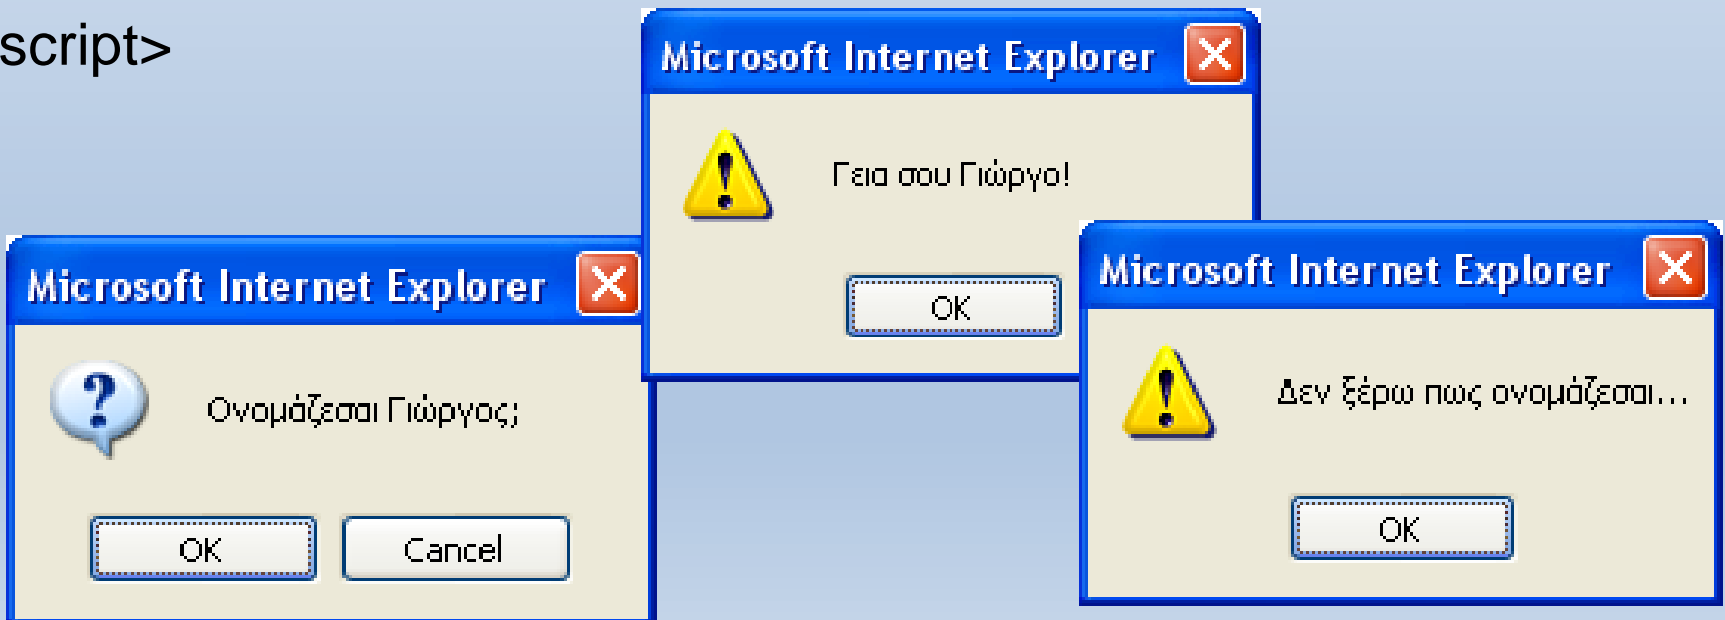 script>
Microsoft Internet Explorer
Γεια σου Γιώργο!
OK
Microsoft Internet Explorer
Ονομάζεσαι Γιώργος;
OK Cancel
Microsoft Internet Explorer
Δεν ξέρω πως ονομάζεσαι...
OK